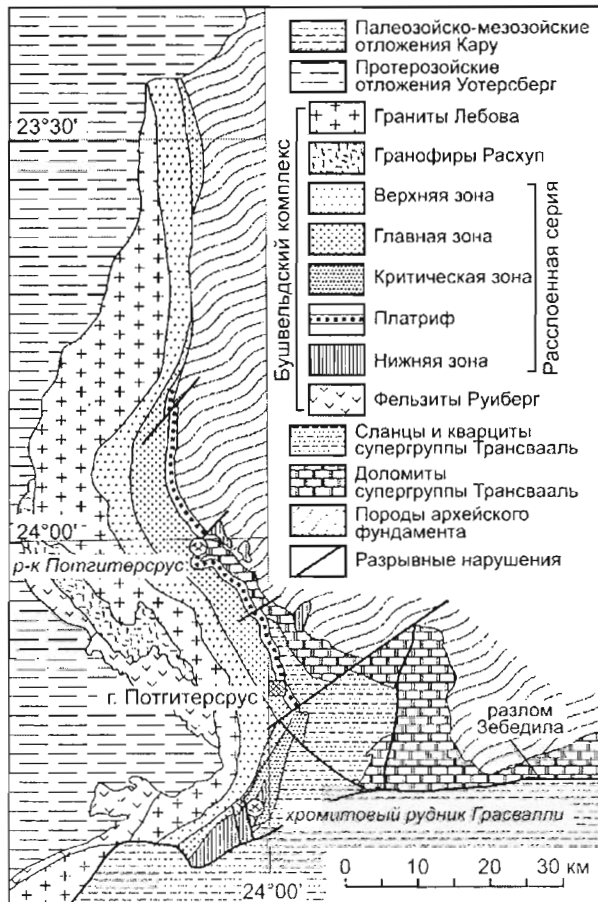 Палеозойско-мезозойские
отложения Кару
Протерозойские
отложения Уотерсберг
Бушвельдский комплекс
Граниты Лебова
Гранофиры Расхуп
Верхняя зона
Главная зона
Критическая зона
Платриф
Нижняя зона
Расслоенная серия
Фельзиты Руиберг
Сланцы и кварциты
супергруппы Трансвааль
Доломиты
супергруппы Трансвааль
Породы архейского
фундамента
Разрывные нарушения
23°30'
24°00'
р-к Потгитерсрус
г. Потгитерсрус
разлом
Зебедила
хромитовый рудник Грасвалли
24°00'
0 10 20 30 км